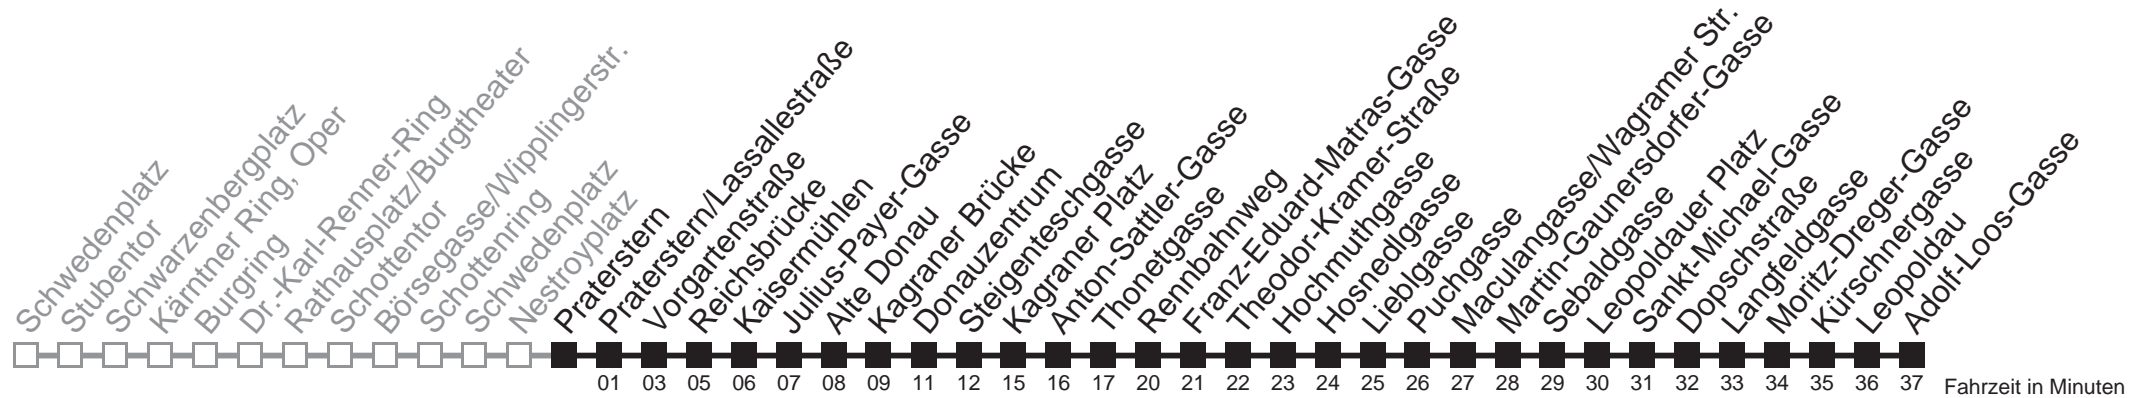 Schwedenplatz
Stubentor
Schwarzenbergplatz
Kärntner Ring, Oper
Burgring
Dr.-Karl-Renner-Ring
Rathausplatz/Burgtheater
Schottentor
Börsegasse/Wipplingerstr.
Schottenring
Schwedenplatz
Nestroyplatz
Praterstern
Praterstern/Lassallestraße
Vorgartenstraße
Reichsbrücke
Kaisermühlen
Julius-Payer-Gasse
Alte Donau
Kagraner Brücke
Donauzentrum
Steigenteschgasse
Kagraner Platz
Anton-Sattler-Gasse
Thonetgasse
Rennbahnweg
Franz-Eduard-Matras-Gasse
Theodor-Kramer-Straße
Hochmuthgasse
Hosnedlgasse
Lieblgasse
Puchgasse
Maculangasse/Wagramer Str.
Martin-Gaunersdorfer-Gasse
Sebaldgasse
Leopoldauer Platz
Sankt-Michael-Gasse
Dopschstraße
Langfeldgasse
Moritz-Dreger-Gasse
Kürschnergasse
Leopoldau
Adolf-Loos-Gasse
01 03 05 06 07 08 09 11 12 15 16 17 20 21 22 23 24 25 26 27 28 29 30 31 32 33 34 35 36 37 Fahrzeit in Minuten